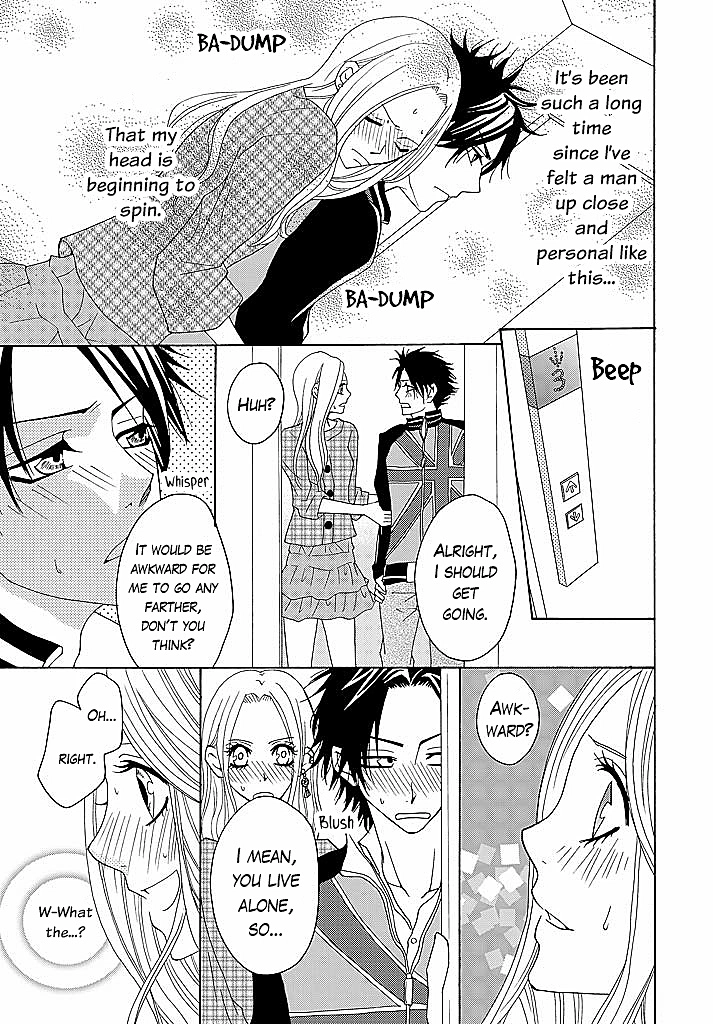 BA-DUMP
It's been
such a long
time
since I've
felt a man
up close
and
personal like
this...
That my
head is
beginning to
spin.
BA-DUMP
3
Beep
HUH?
ALRIGHT,
I SHOULD
GET
GOING.
Whisper
IT WOULD BE
AWKWARD FOR
ME TO GO ANY
FARTHER,
DON'T YOU
THINK?
AWK-
WARD?
Blush
I MEAN,
YOU LIVE
ALONE,
SO...
OH...
RIGHT.
W-What
the...?